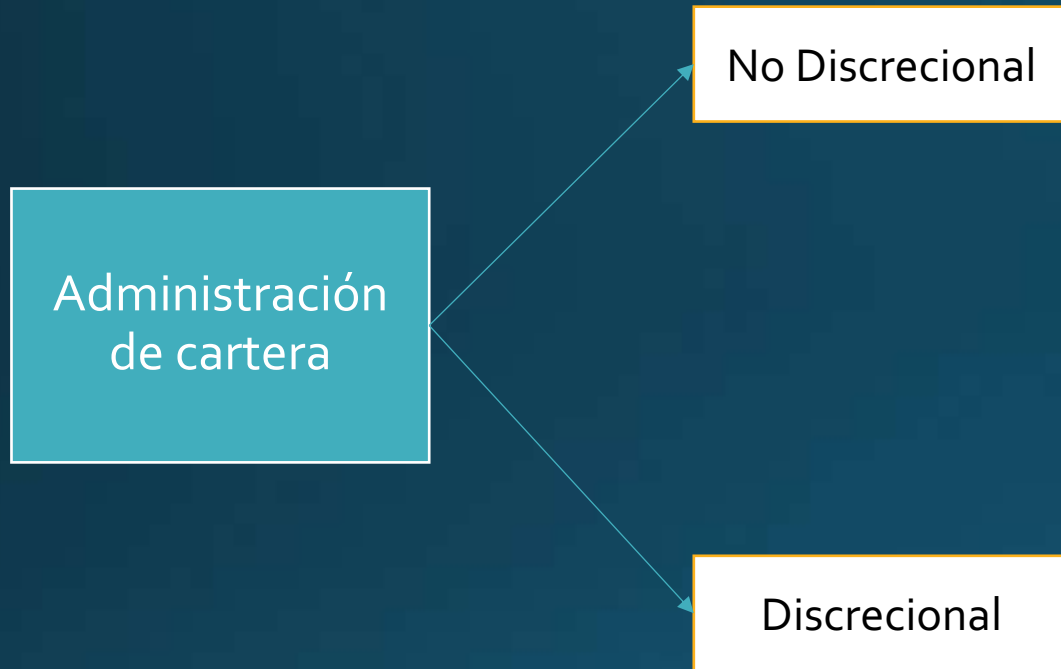 No Discrecional
Administración
de cartera
Discrecional